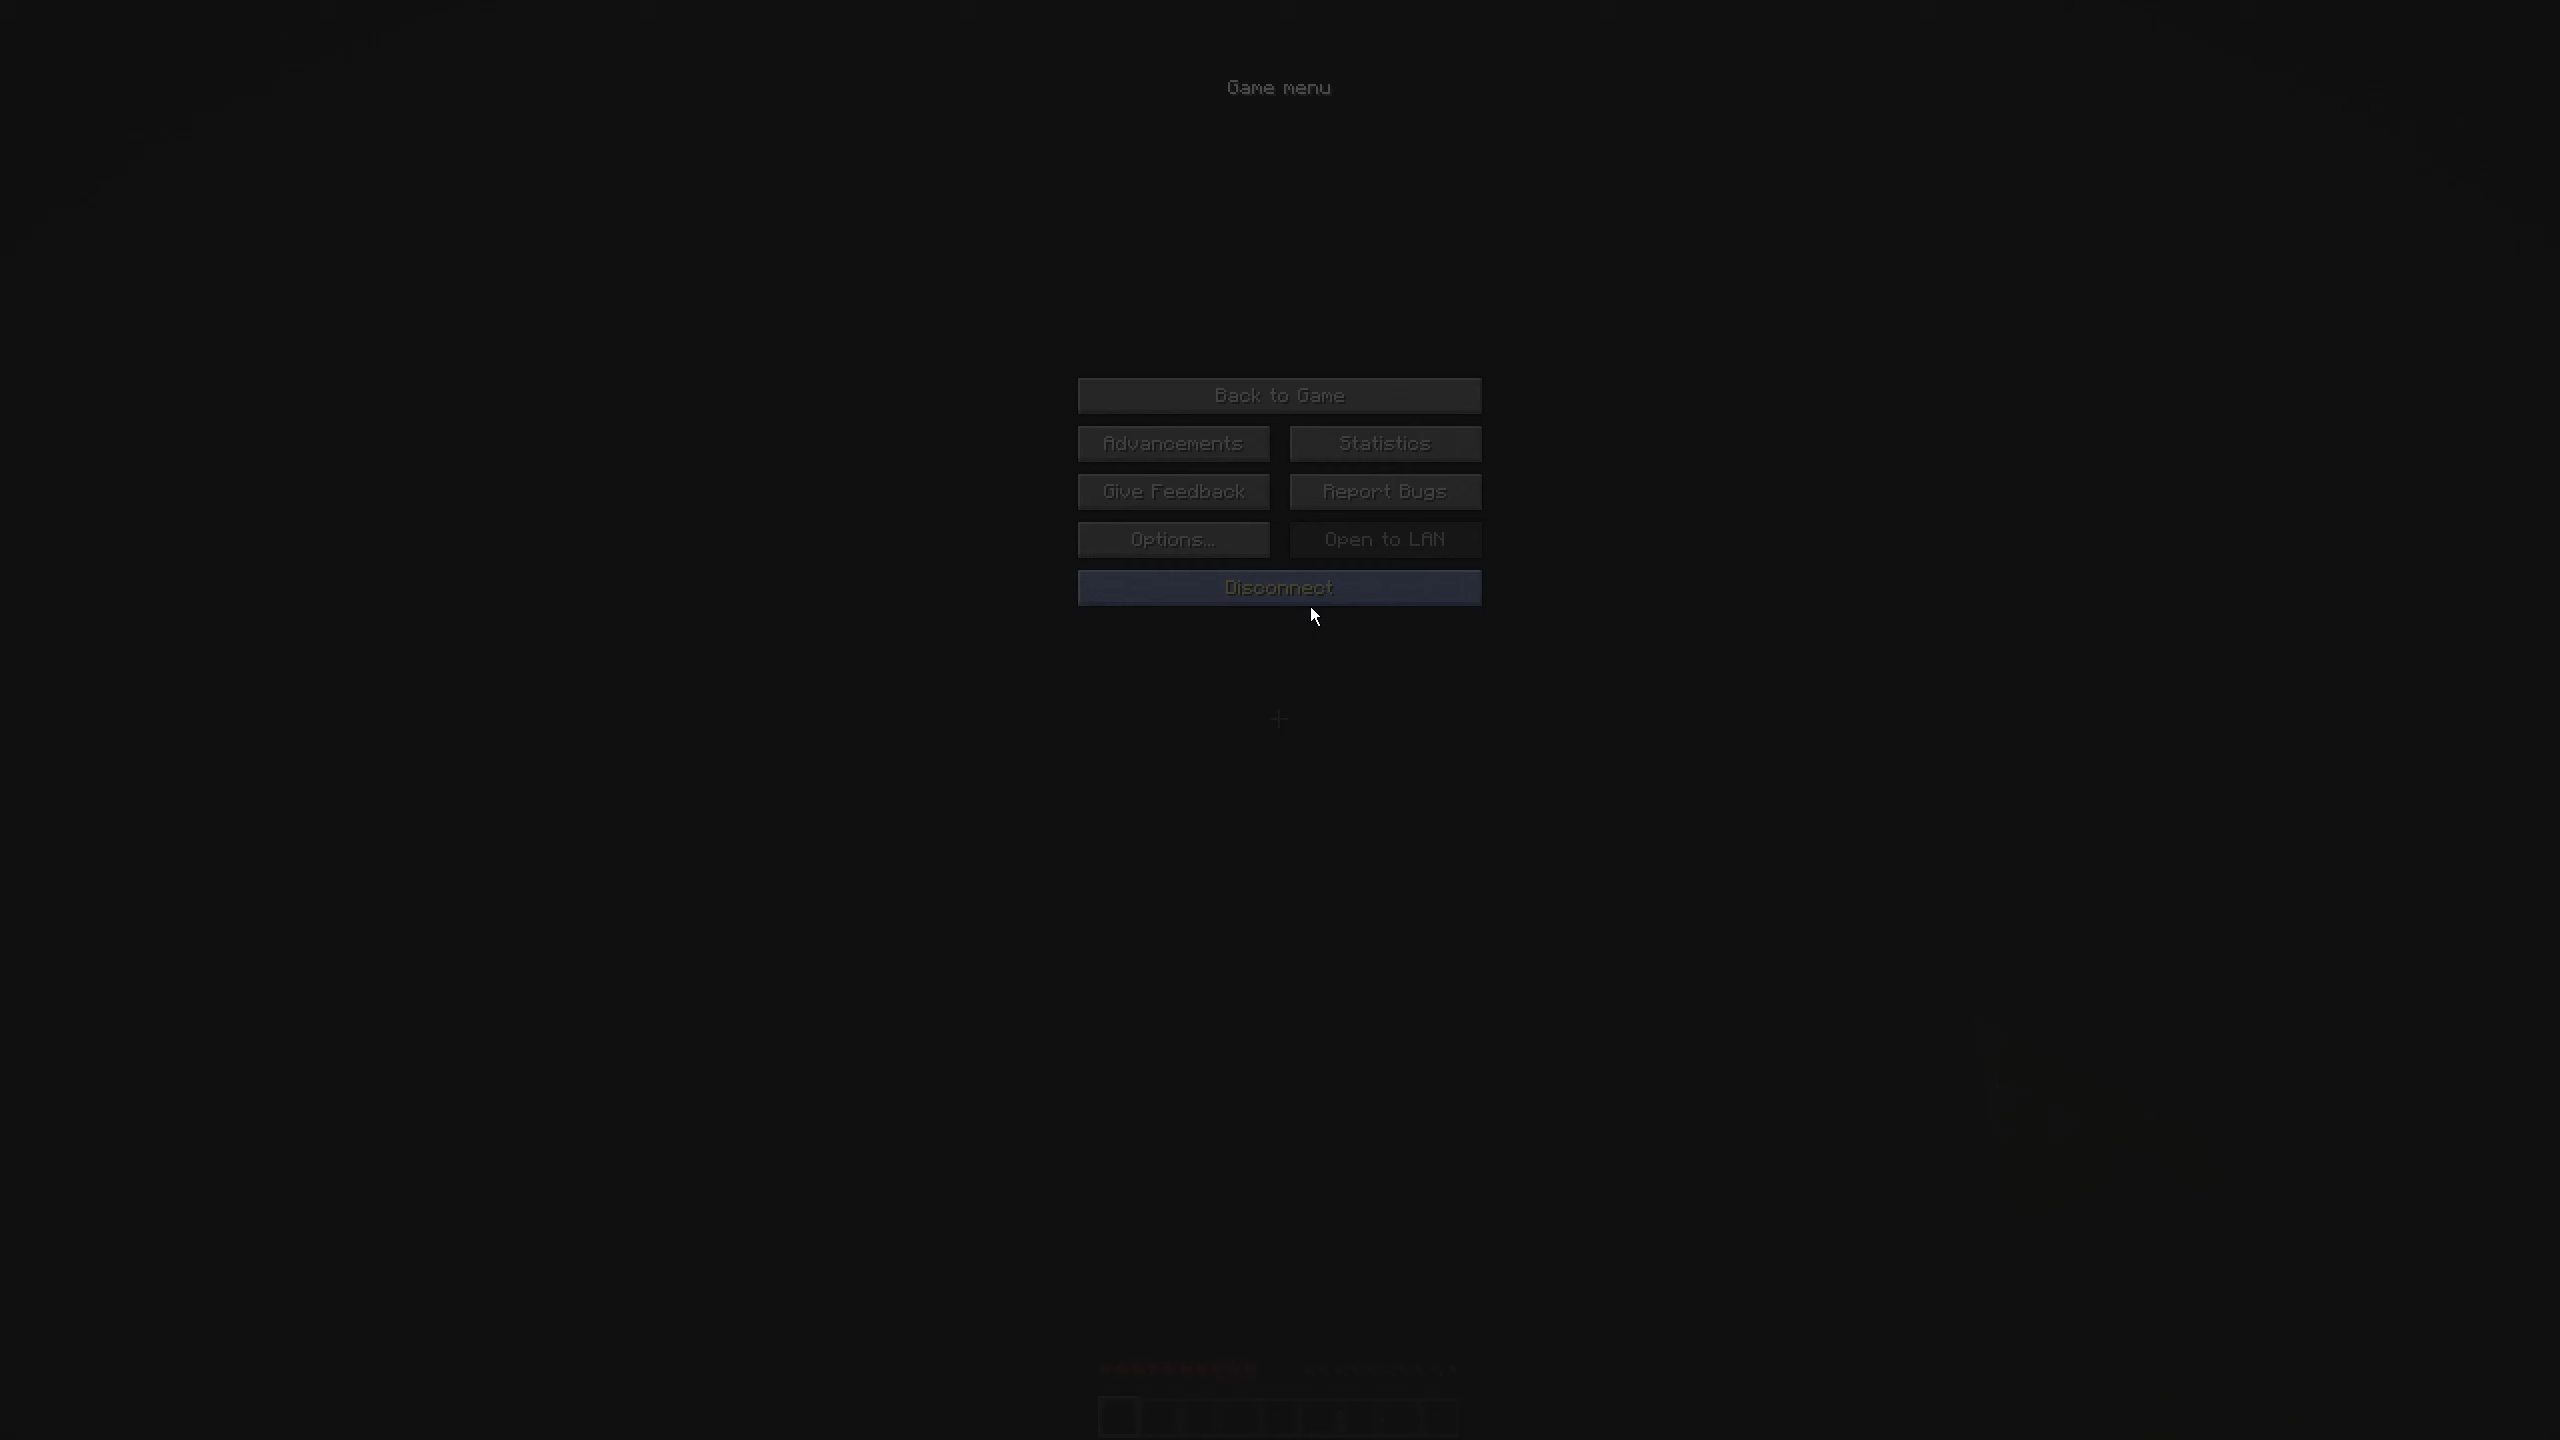 Game menu
Back to Game
Advancements Statistics
Give Feedback Report Bugs
Options... Open to LAN
Disconnect